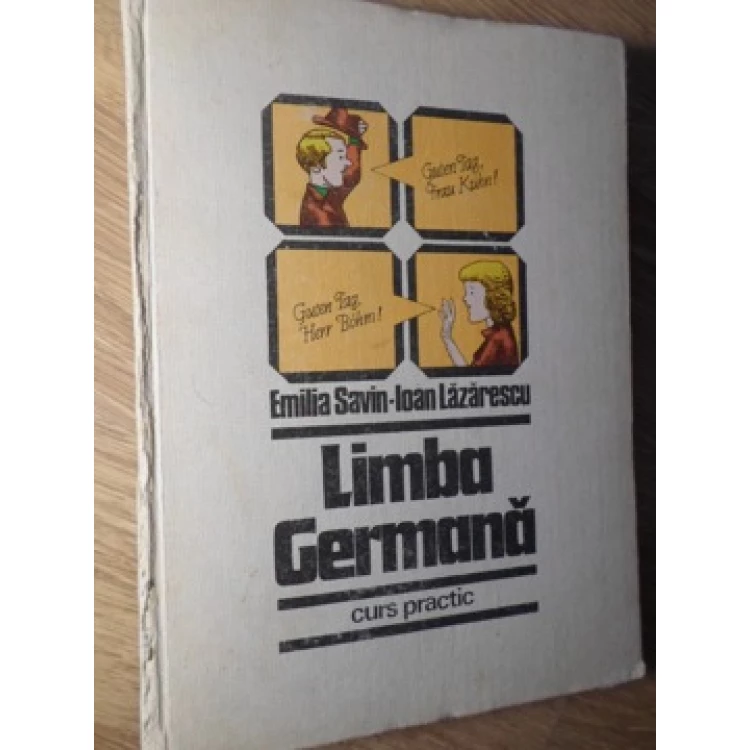 Guten Tag,
Frau Kuhn!
Guten Tag,
Herr Böhm!
Emilia Savin-Ioan Lăzărescu
Limba
Germană
curs practic